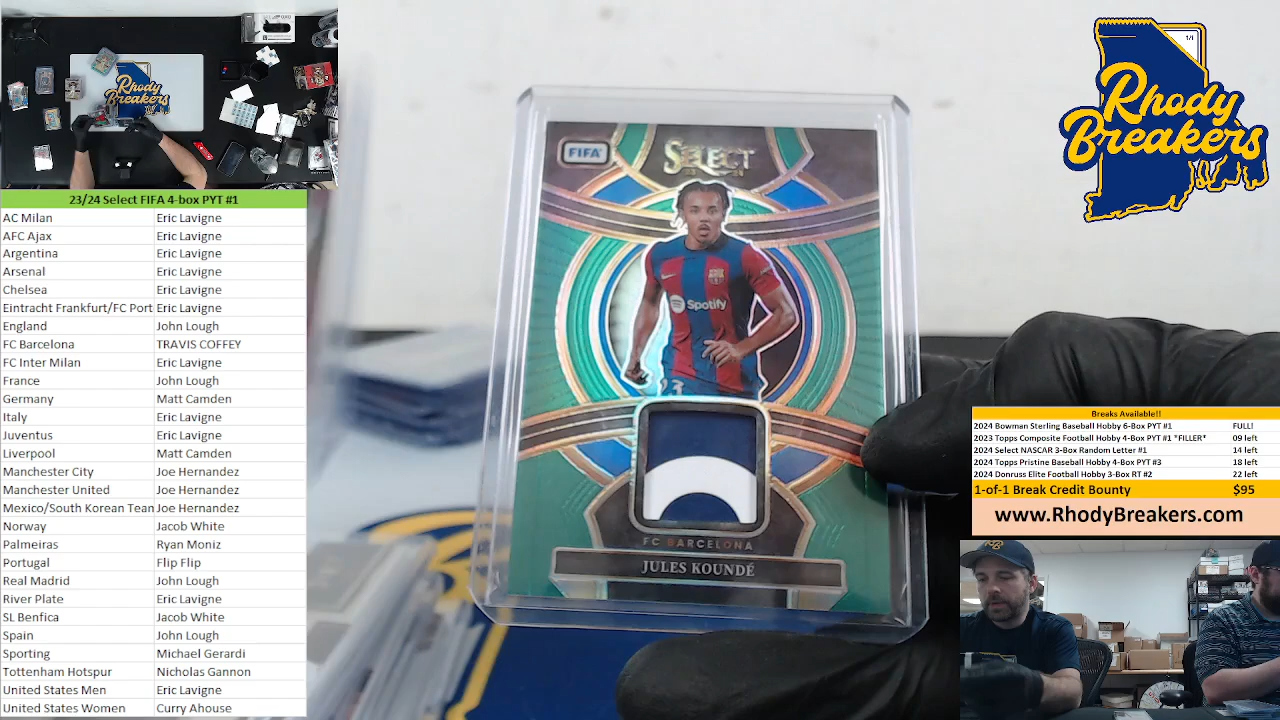 Rhody
Breakers
23/24 Select FIFA 4-box PYT #1
AC Milan Eric Lavigne
AFC Ajax Eric Lavigne
Argentina Eric Lavigne
Arsenal Eric Lavigne
Chelsea Eric Lavigne
Eintracht Frankfurt/FC Port Eric Lavigne
England John Lough
FC Barcelona TRAVIS COFFEY
FC Inter Milan Eric Lavigne
France John Lough
Germany Matt Camden
Italy Eric Lavigne
Juventus Eric Lavigne
Liverpool Matt Camden
Manchester City Joe Hernandez
Manchester United Joe Hernandez
Mexico/South Korean Team Joe Hernandez
Norway Jacob White
Palmeiras Ryan Moniz
Portugal Flip Flip
Real Madrid John Lough
River Plate Eric Lavigne
SL Benfica Jacob White
Spain John Lough
Sporting Michael Gerardi
Tottenham Hotspur Nicholas Gannon
United States Men Eric Lavigne
United States Women Curry Ahouse
FIFA
SELECT
23 24
Spotify
23
FC BARCELONA
JULES KOUNDÉ
1/1
Rhody
Breakers
Breaks Available!!
2024 Bowman Sterling Baseball Hobby 6-Box PYT #1 FULL!
2023 Topps Composite Football Hobby 4-Box PYT #1 *FILLER* 09 left
2024 Select NASCAR 3-Box Random Letter #1 14 left
2024 Topps Pristine Baseball Hobby 4-Box PYT #3 18 left
2024 Donruss Elite Football Hobby 3-Box RT #2 22 left
1-of-1 Break Credit Bounty $95
www.RhodyBreakers.com